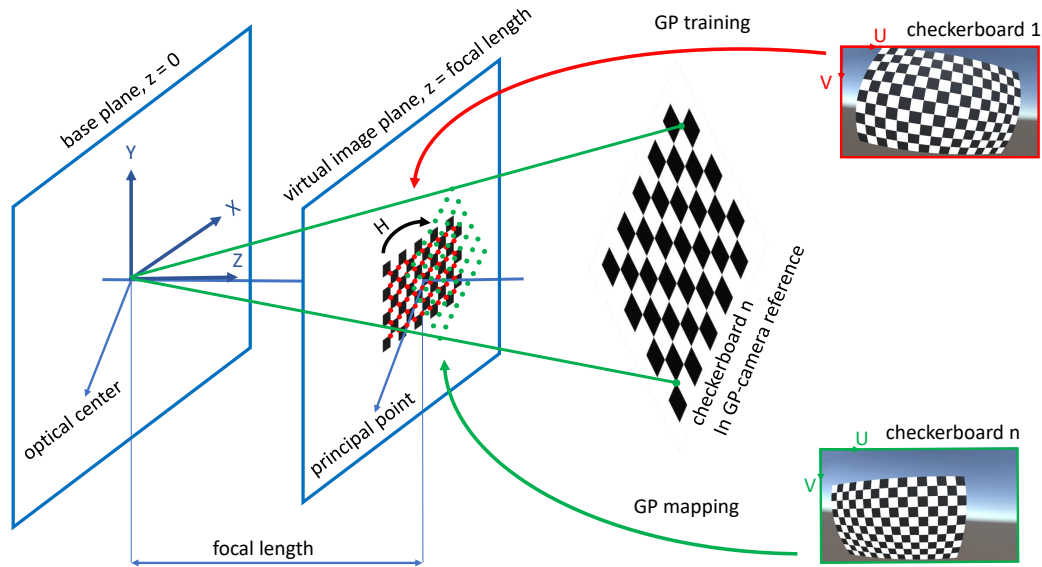 GP training
checkerboard 1
U
V
base plane, z = 0
virtual image plane, z = focal length
Y
X
Z
H
checkerboard n
In GP-camera reference
optical center
principal point
checkerboard n
U
V
GP mapping
focal length